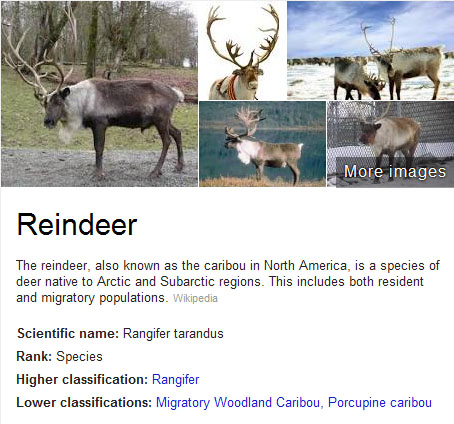 More images
Reindeer
The reindeer, also known as the caribou in North America, is a species of
deer native to Arctic and Subarctic regions. This includes both resident
and migratory populations. Wikipedia
Scientific name: Rangifer tarandus
Rank: Species
Higher classification: Rangifer
Lower classifications: Migratory Woodland Caribou, Porcupine caribou